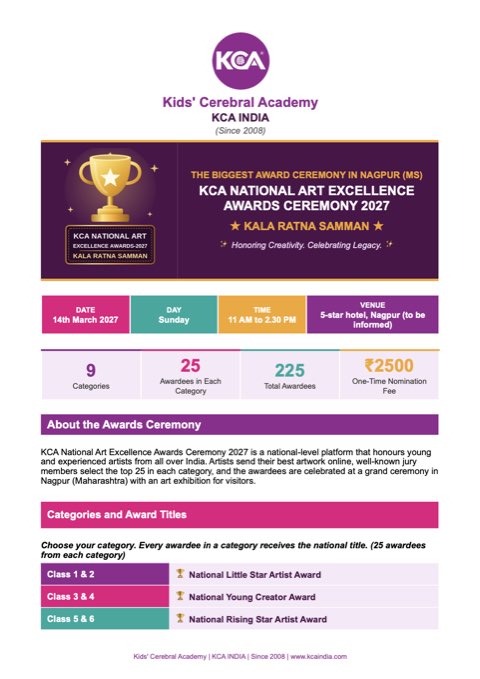 KCA
Kids' Cerebral Academy
KCA INDIA
(Since 2008)
KCA NATIONAL ART
EXCELLENCE AWARDS-2027
KALA RATNA SAMMAN
THE BIGGEST AWARD CEREMONY IN NAGPUR (MS)
KCA NATIONAL ART EXCELLENCE
AWARDS CEREMONY 2027
★ KALA RATNA SAMMAN ★
Honoring Creativity. Celebrating Legacy.
DATE
14th March 2027
DAY
Sunday
TIME
11 AM to 2.30 PM
VENUE
5-star hotel, Nagpur (to be
informed)
9
Categories
25
Awardees in Each
Category
225
Total Awardees
₹2500
One-Time Nomination
Fee
About the Awards Ceremony
KCA National Art Excellence Awards Ceremony 2027 is a national-level platform that honours young
and experienced artists from all over India. Artists send their best artwork online, well-known jury
members select the top 25 in each category, and the awardees are celebrated at a grand ceremony in
Nagpur (Maharashtra) with an art exhibition for visitors.
Categories and Award Titles
Choose your category. Every awardee in a category receives the national title. (25 awardees
from each category)
Class 1 & 2
National Little Star Artist Award
Class 3 & 4
National Young Creator Award
Class 5 & 6
National Rising Star Artist Award
Kids' Cerebral Academy | KCA INDIA | Since 2008 | www.kcaindia.com